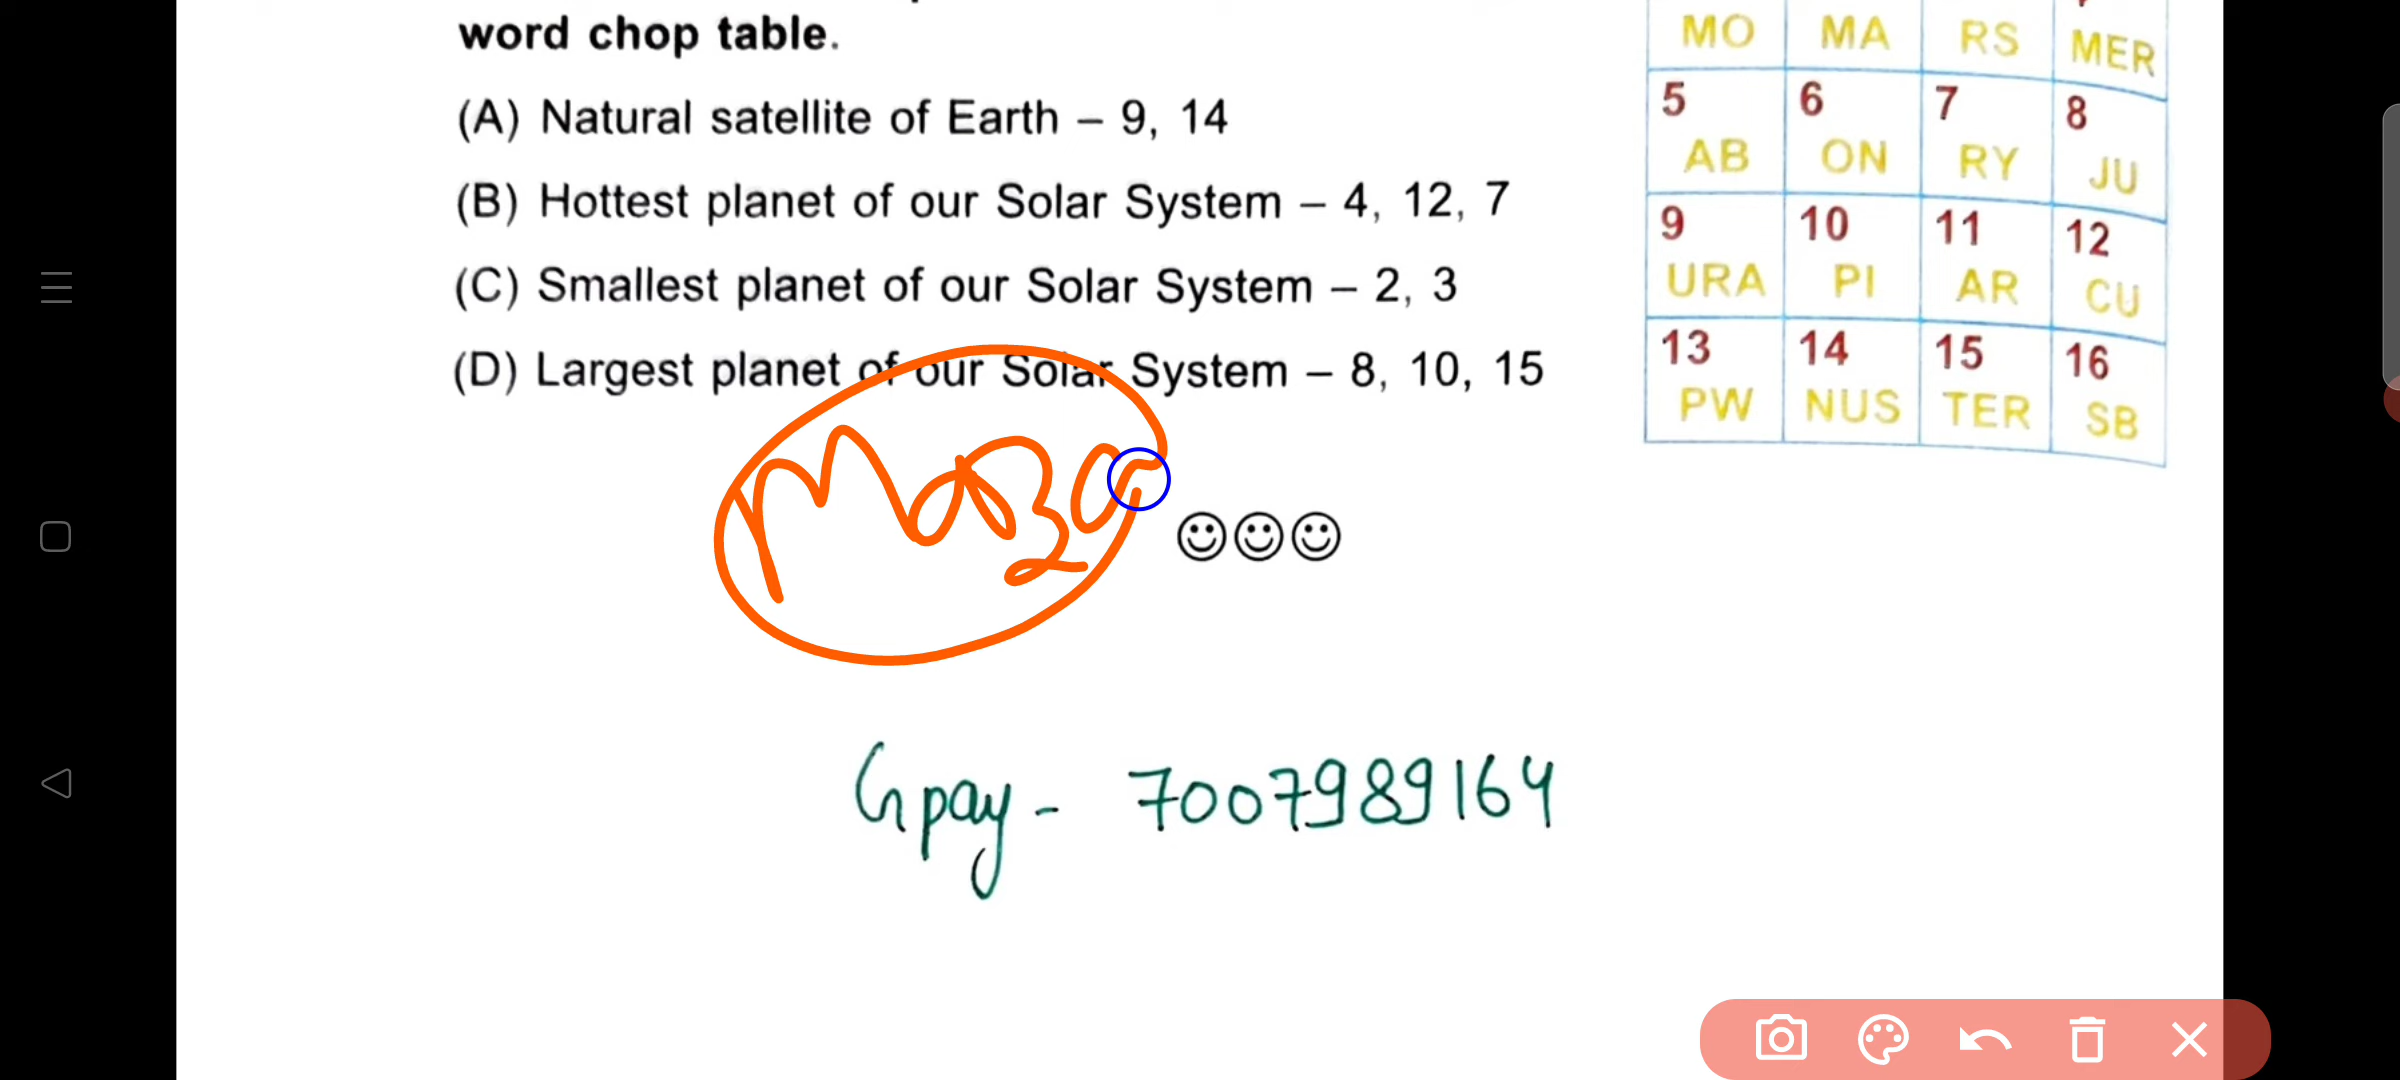 word chop table.
(A) Natural satellite of Earth – 9, 14
(B) Hottest planet of our Solar System – 4, 12, 7
(C) Smallest planet of our Solar System – 2, 3
(D) Largest planet of our Solar System – 8, 10, 15
MO MA RS MER
5 6 7 8
AB ON RY JU
9 10 11 12
URA PI AR CU
13 14 15 16
PW NUS TER SB
Gpay - 7007989164